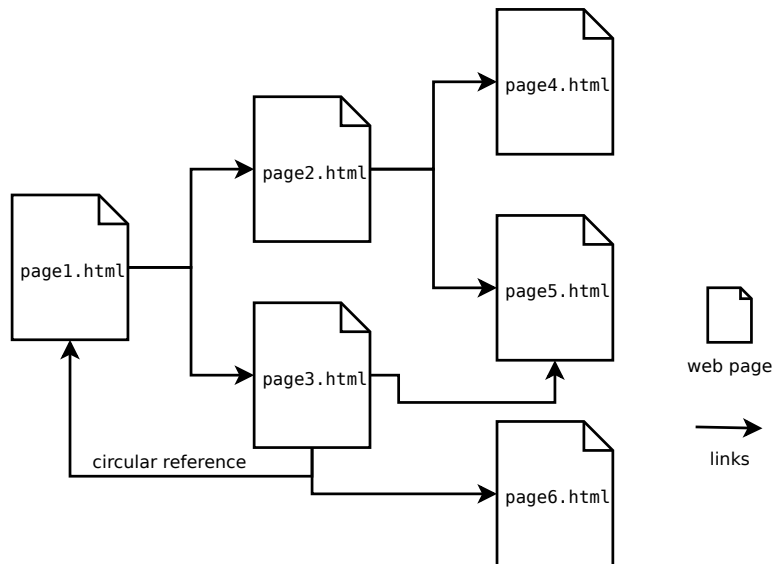 page4.html
page2.html
page1.html
page5.html
page3.html
web page
circular reference
links
page6.html